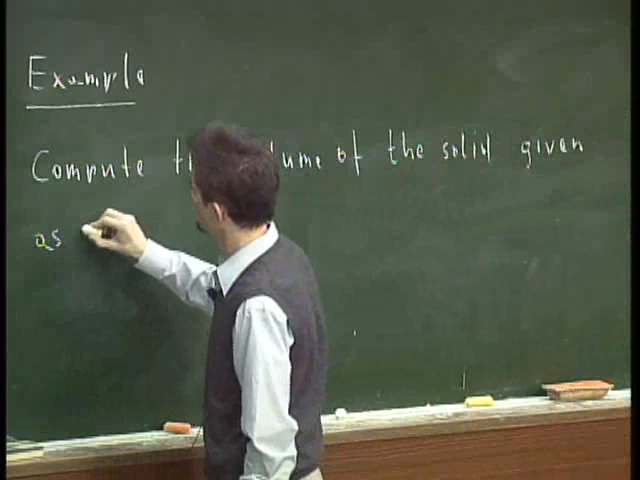 Example
Compute of the solid given
as